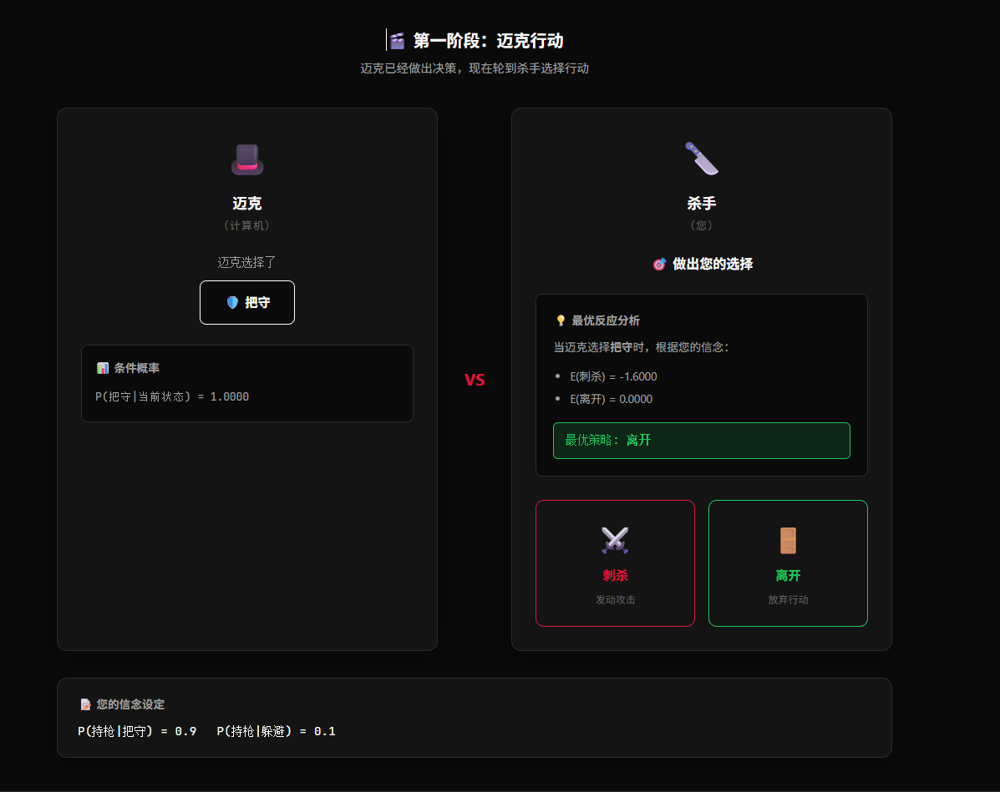 第一阶段：迈克行动
迈克已经做出决策，现在轮到杀手选择行动
迈克
（计算机）
迈克选择了
把守
条件概率
P(把守|当前状态) = 1.0000
VS
杀手
（您）
做出您的选择
最优反应分析
当迈克选择把守时，根据您的信念：
E(刺杀) = -1.6000
E(离开) = 0.0000
最优策略：离开
刺杀
发动攻击
离开
放弃行动
您的信念设定
P(持枪|把守) = 0.9 P(持枪|躲避) = 0.1